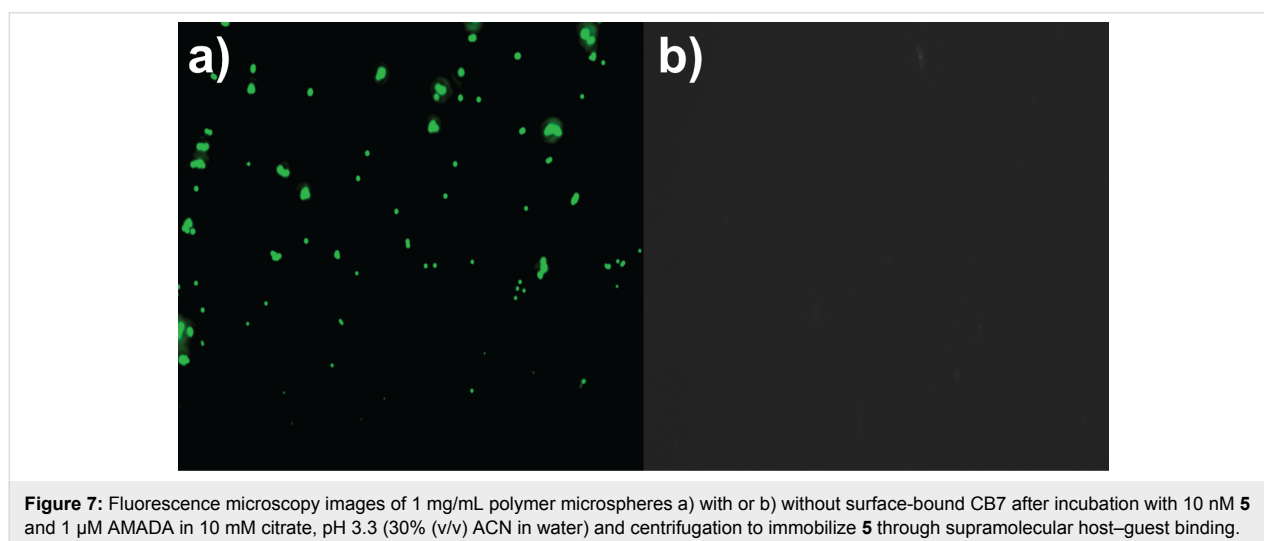 a)
b)
Figure 7: Fluorescence microscopy images of 1 mg/mL polymer microspheres a) with or b) without surface-bound CB7 after incubation with 10 nM 5
and 1 µM AMADA in 10 mM citrate, pH 3.3 (30% (v/v) ACN in water) and centrifugation to immobilize 5 through supramolecular host–guest binding.